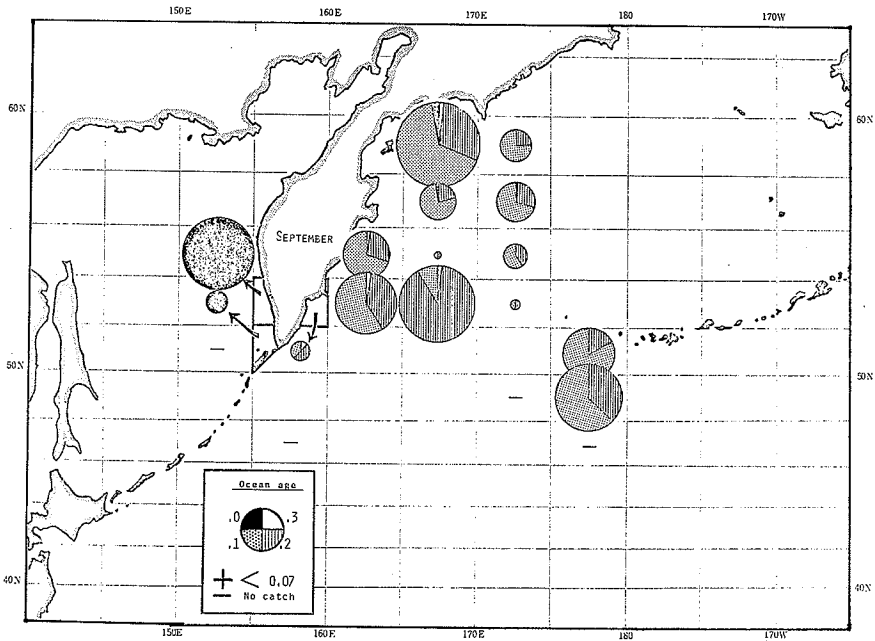 150E 160E 170E 180 170W
60N 60N
SEPTEMBER
50N 50N
Ocean age
.0 .3
.1 .2
+ < 0.07
— No catch
40N 40N
150E 160E 170E 180 170W